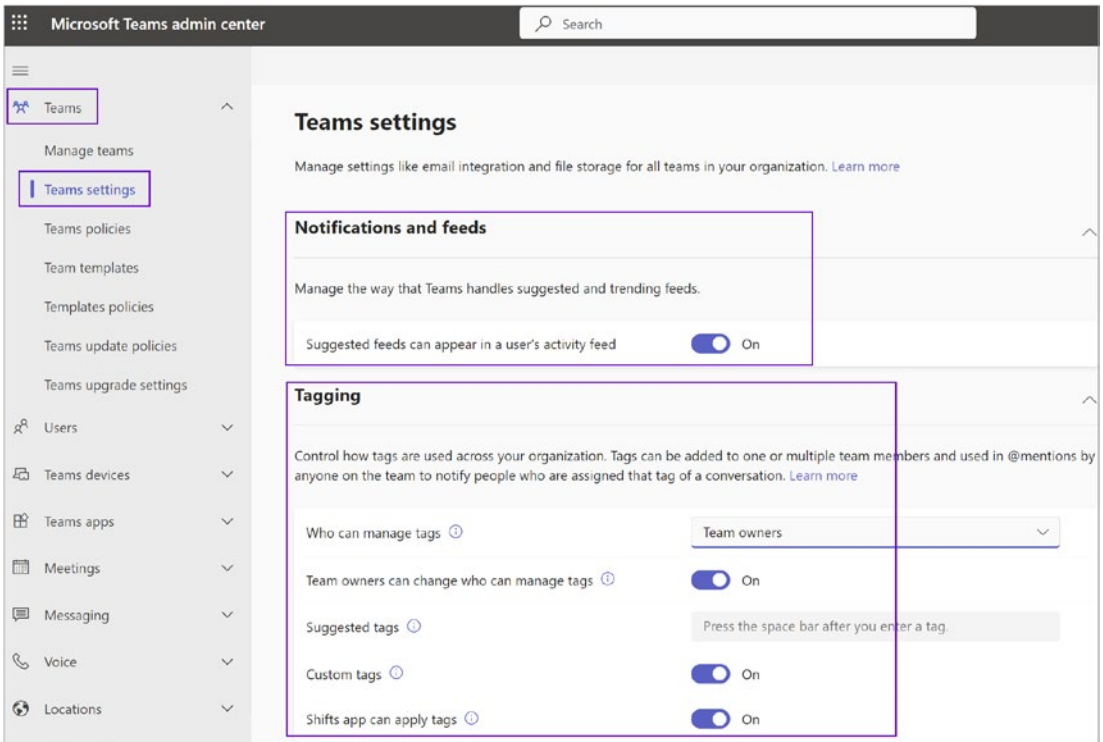 Microsoft Teams admin center
Search
Teams
Manage teams
Teams settings
Teams policies
Team templates
Templates policies
Teams update policies
Teams upgrade settings
Users
Teams devices
Teams apps
Meetings
Messaging
Voice
Locations
Teams settings
Manage settings like email integration and file storage for all teams in your organization. Learn more
Notifications and feeds
Manage the way that Teams handles suggested and trending feeds.
Suggested feeds can appear in a user's activity feed On
Tagging
Control how tags are used across your organization. Tags can be added to one or multiple team members and used in @mentions by
anyone on the team to notify people who are assigned that tag of a conversation. Learn more
Who can manage tags Team owners
Team owners can change who can manage tags On
Suggested tags Press the space bar after you enter a tag.
Custom tags On
Shifts app can apply tags On